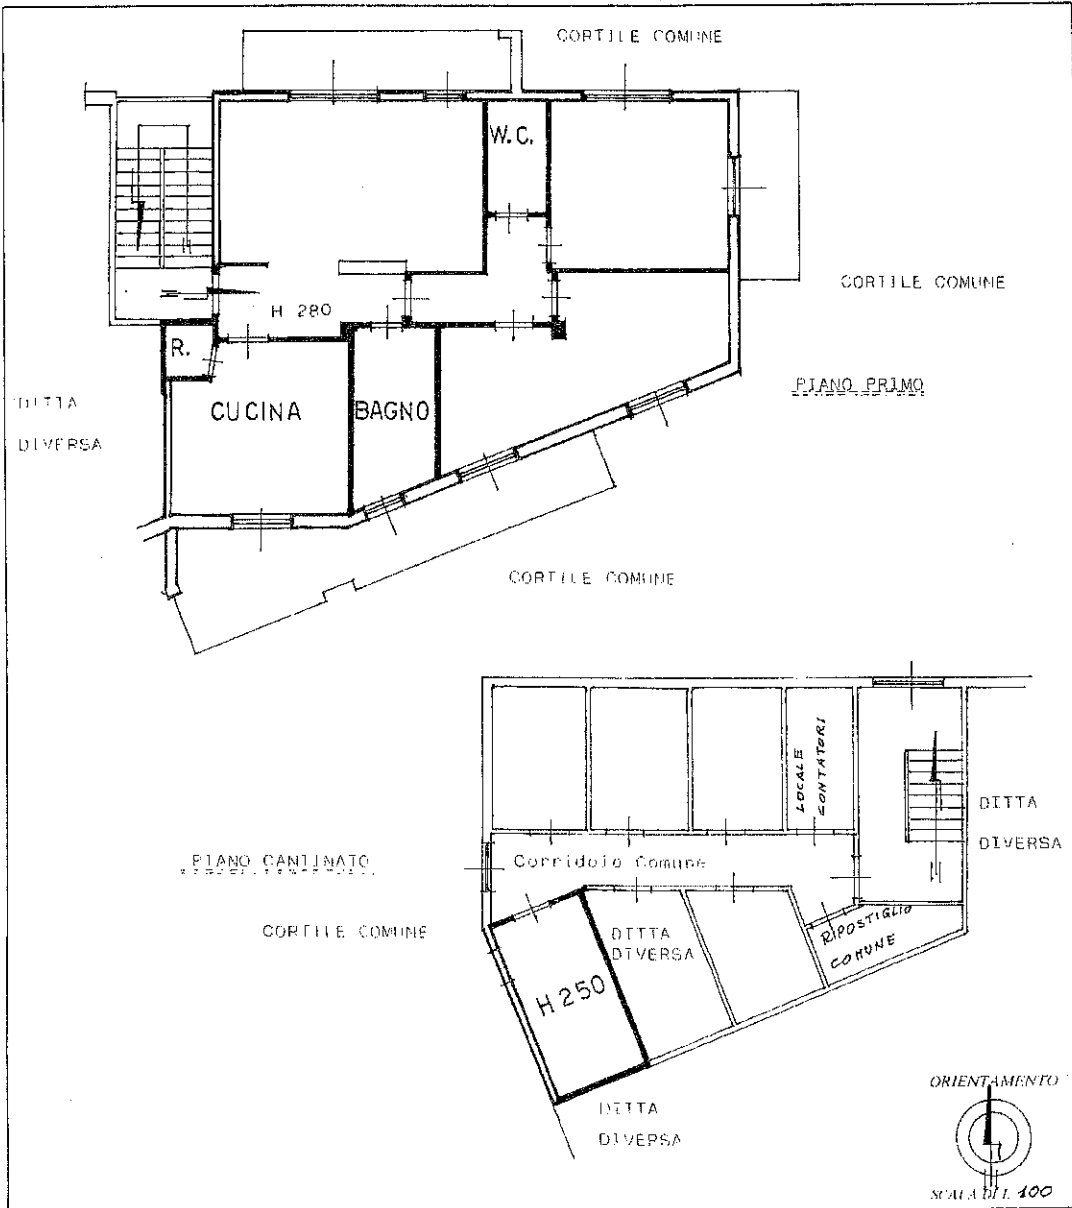 CORTILE COMUNE
W.C.
CORTILE COMUNE
H 280
R.
PIANO PRIMO
DITTA
DIVERSA
CUCINA
BAGNO
CORTILE COMUNE
LOCALE
CONTATORI
DITTA
DIVERSA
PIANO CANTINATO
Corridoio Comune
CORTILE COMUNE
DITTA
DIVERSA
RIPOSTIGLIO
COMUNE
H 250
ORIENTAMENTO
DITTA
DIVERSA
SCALA DI 1: 100